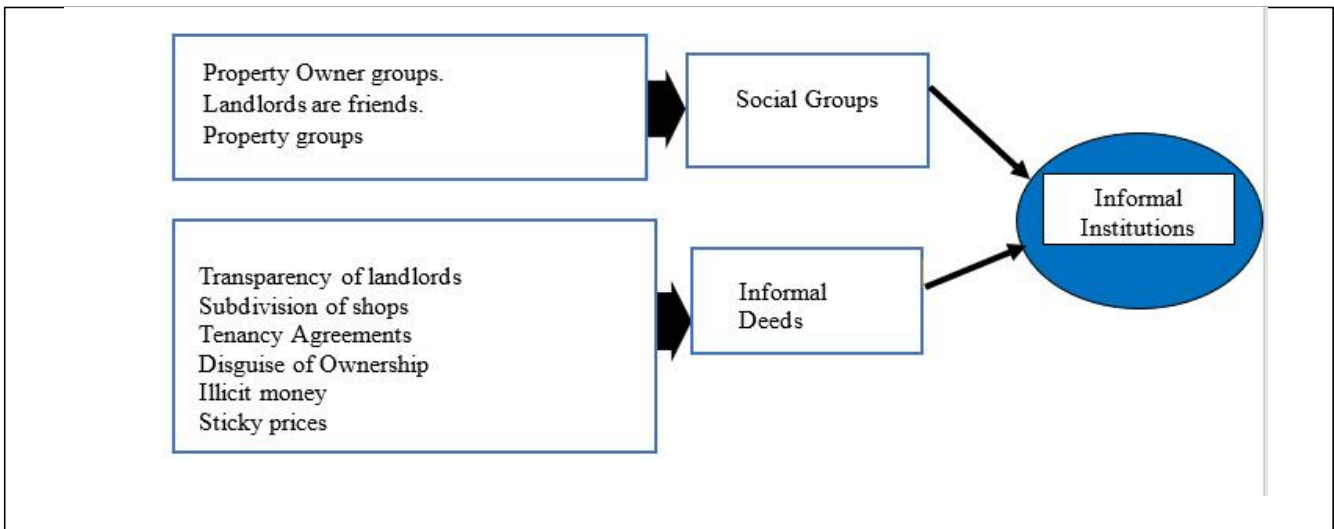 Property Owner groups.
Landlords are friends.
Property groups
Social Groups
Informal
Institutions
Transparency of landlords
Subdivision of shops
Tenancy Agreements
Disguise of Ownership
Illicit money
Sticky prices
Informal
Deeds